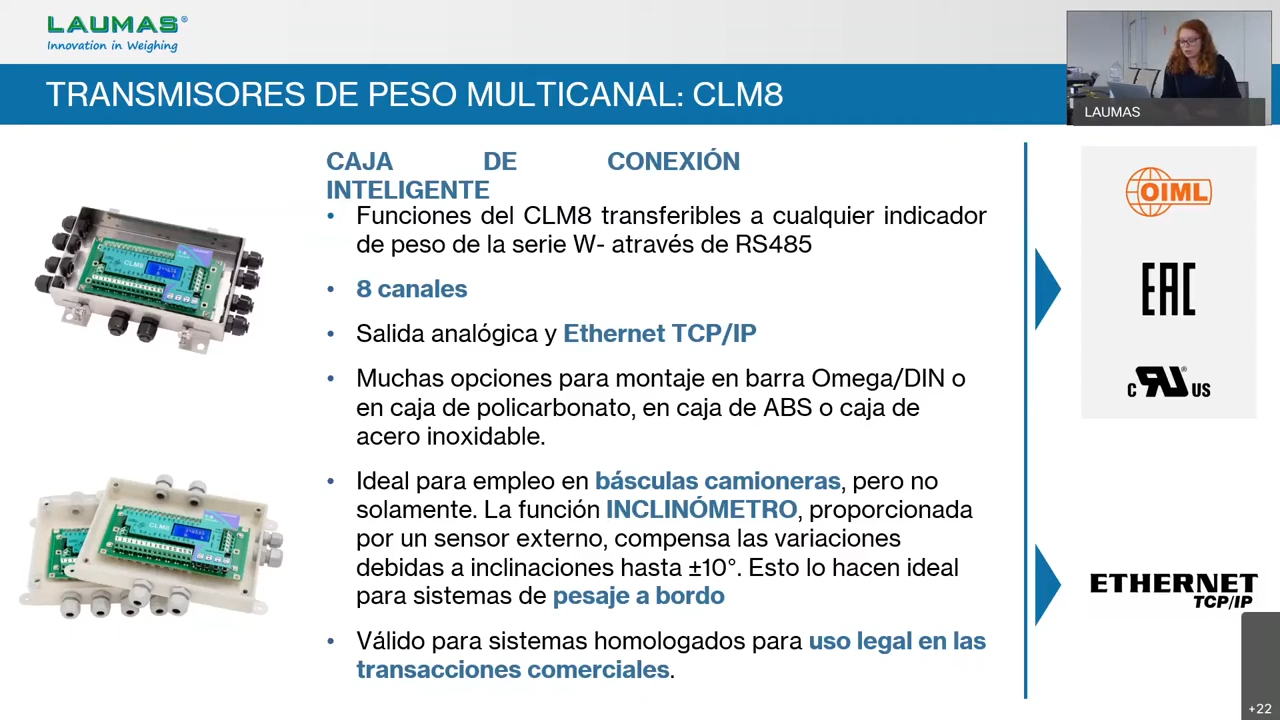 LAUMAS®
Innovation in Weighing
TRANSMISORES DE PESO MULTICANAL: CLM8
LAUMAS
CAJA DE CONEXIÓN
INTELIGENTE
• Funciones del CLM8 transferibles a cualquier indicador
de peso de la serie W- através de RS485
• 8 canales
• Salida analógica y Ethernet TCP/IP
• Muchas opciones para montaje en barra Omega/DIN o
en caja de policarbonato, en caja de ABS o caja de
acero inoxidable.
• Ideal para empleo en básculas camioneras, pero no
solamente. La función INCLINÓMETRO, proporcionada
por un sensor externo, compensa las variaciones
debidas a inclinaciones hasta ±10°. Esto lo hacen ideal
para sistemas de pesaje a bordo
• Válido para sistemas homologados para uso legal en las
transacciones comerciales.
CLM8
CLM8
OIML
EAC
C RU® US
ETHERNET
TCP/IP
+22